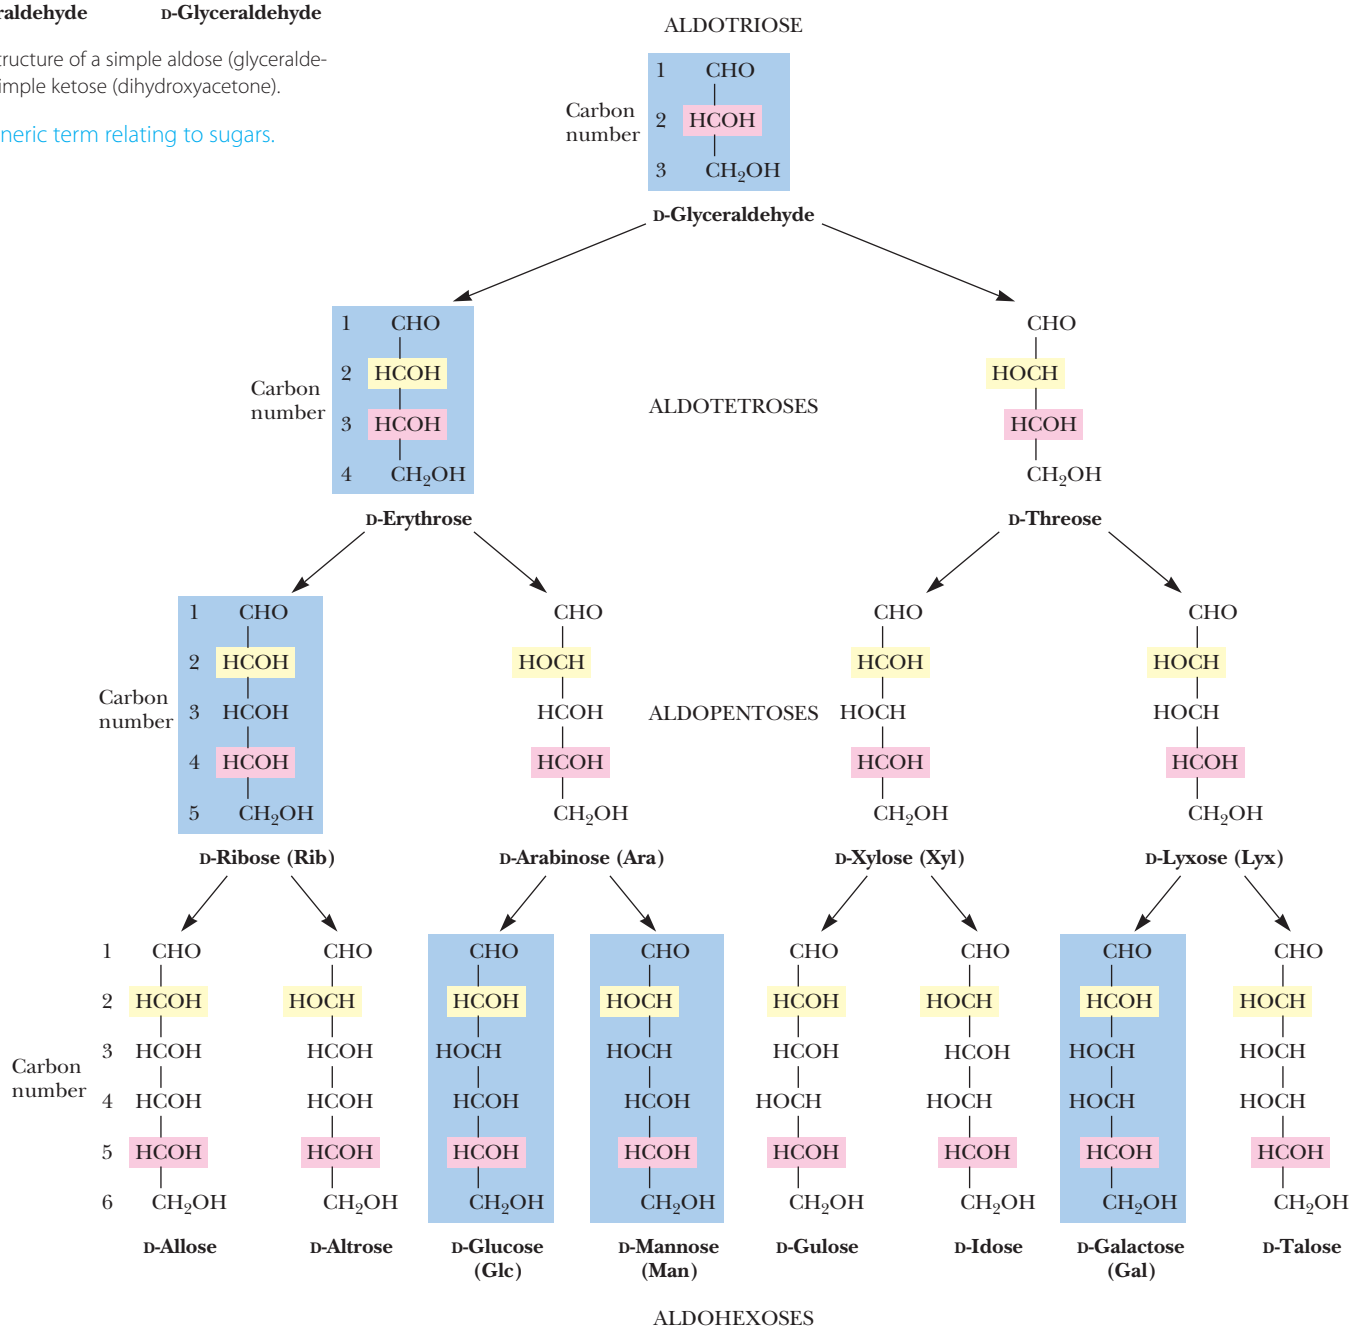 raldehyde D-Glyceraldehyde
tructure of a simple aldose (glyceralde-
imple ketose (dihydroxyacetone).
neric term relating to sugars.
ALDOTRIOSE
Carbon
number
1 CHO
2 HCOH
3 CH₂OH
D-Glyceraldehyde
Carbon
number
1 CHO
2 HCOH
3 HCOH
4 CH₂OH
D-Erythrose
ALDOTETROSES
CHO
HOCH
HCOH
CH₂OH
D-Threose
Carbon
number
1 CHO
2 HCOH
3 HCOH
4 HCOH
5 CH₂OH
D-Ribose (Rib)
CHO
HOCH
HCOH
HCOH
CH₂OH
D-Arabinose (Ara)
ALDOPENTOSES
CHO
HCOH
HOCH
HCOH
CH₂OH
D-Xylose (Xyl)
CHO
HOCH
HOCH
HCOH
CH₂OH
D-Lyxose (Lyx)
Carbon
number
1 CHO
2 HCOH
3 HCOH
4 HCOH
5 HCOH
6 CH₂OH
D-Allose
CHO
HOCH
HCOH
HCOH
HCOH
CH₂OH
D-Altrose
CHO
HCOH
HOCH
HCOH
HCOH
CH₂OH
D-Glucose
(Glc)
CHO
HOCH
HOCH
HCOH
HCOH
CH₂OH
D-Mannose
(Man)
CHO
HCOH
HCOH
HOCH
HCOH
CH₂OH
D-Gulose
CHO
HOCH
HCOH
HOCH
HCOH
CH₂OH
D-Idose
CHO
HCOH
HOCH
HOCH
HCOH
CH₂OH
D-Galactose
(Gal)
CHO
HOCH
HOCH
HOCH
HCOH
CH₂OH
D-Talose
ALDOHEXOSES